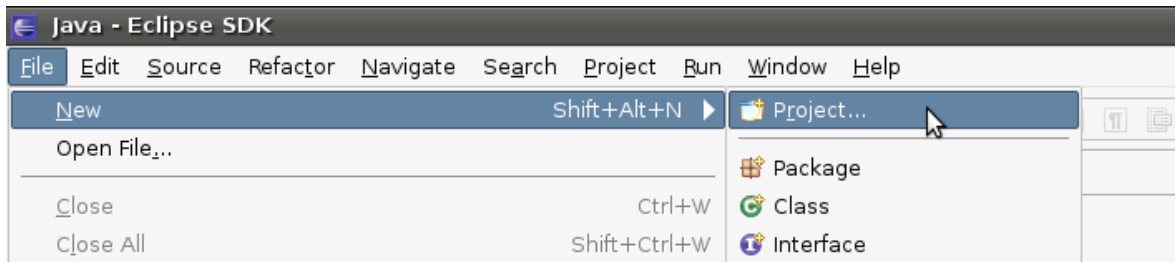 Java - Eclipse SDK
File Edit Source Refactor Navigate Search Project Run Window Help
New Shift+Alt+N Project...
Open File...
Package
Close Ctrl+W Class
Close All Shift+Ctrl+W Interface